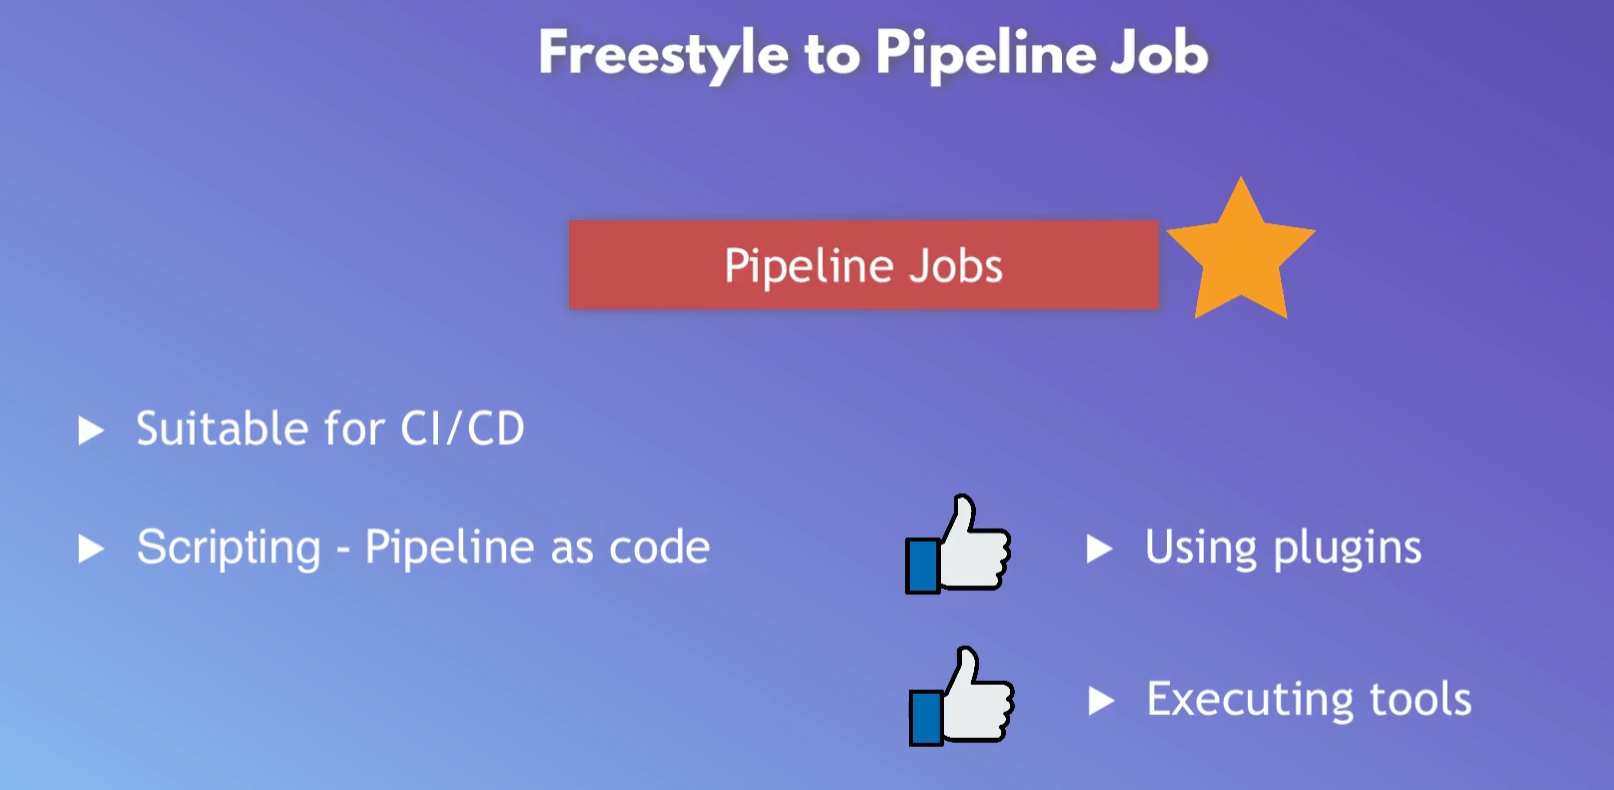 Freestyle to Pipeline Job
Pipeline Jobs
Suitable for CI/CD
Scripting - Pipeline as code
Using plugins
Executing tools